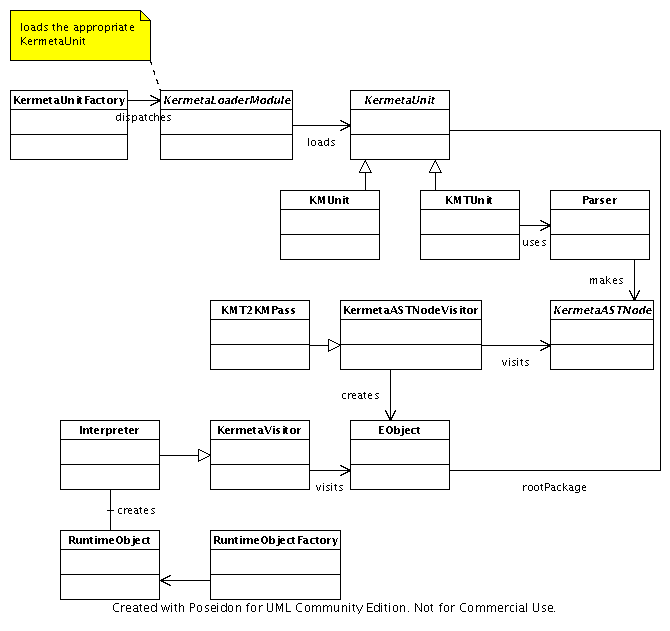 loads the appropriate
KermetaUnit
KermetaUnitFactory
dispatches
KermetaLoaderModule
loads
KermetaUnit
KMUnit
KMTUnit
uses
Parser
makes
KMT2KMPass
KermetaASTNodeVisitor
visits
KermetaASTNode
creates
Interpreter
KermetaVisitor
visits
EObject
rootPackage
creates
RuntimeObject
RuntimeObjectFactory
Created with Poseidon for UML Community Edition. Not for Commercial Use.